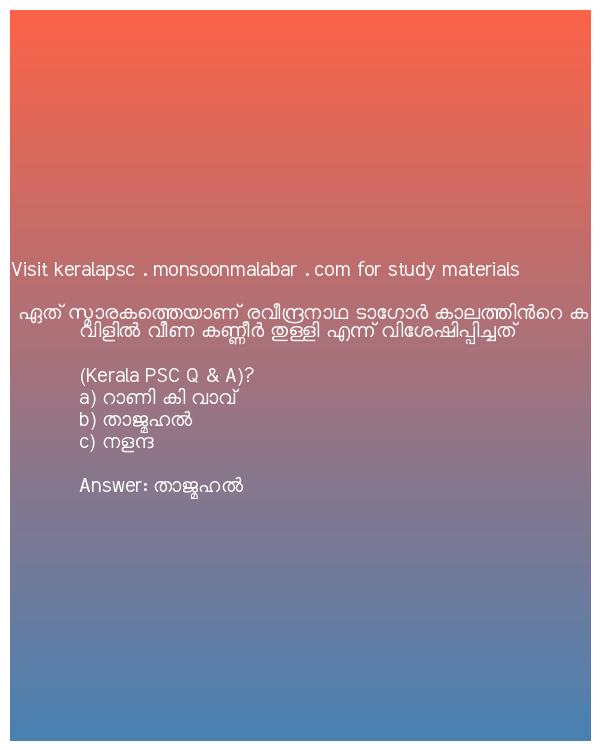 Visit keralapsc . monsoonmalabar . com for study materials
ഏത് സ്മാരകത്തെയാണ് രവീന്ദ്രനാഥ ടാഗോർ കാലത്തിൻറെ ക
വിളിൽ വീണ കണ്ണീർ തുള്ളി എന്ന് വിശേഷിപ്പിച്ചത്
(Kerala PSC Q & A)?
a) റാണി കി വാവ്
b) താജ്മഹൽ
c) നളന്ദ
Answer: താജ്മഹൽ